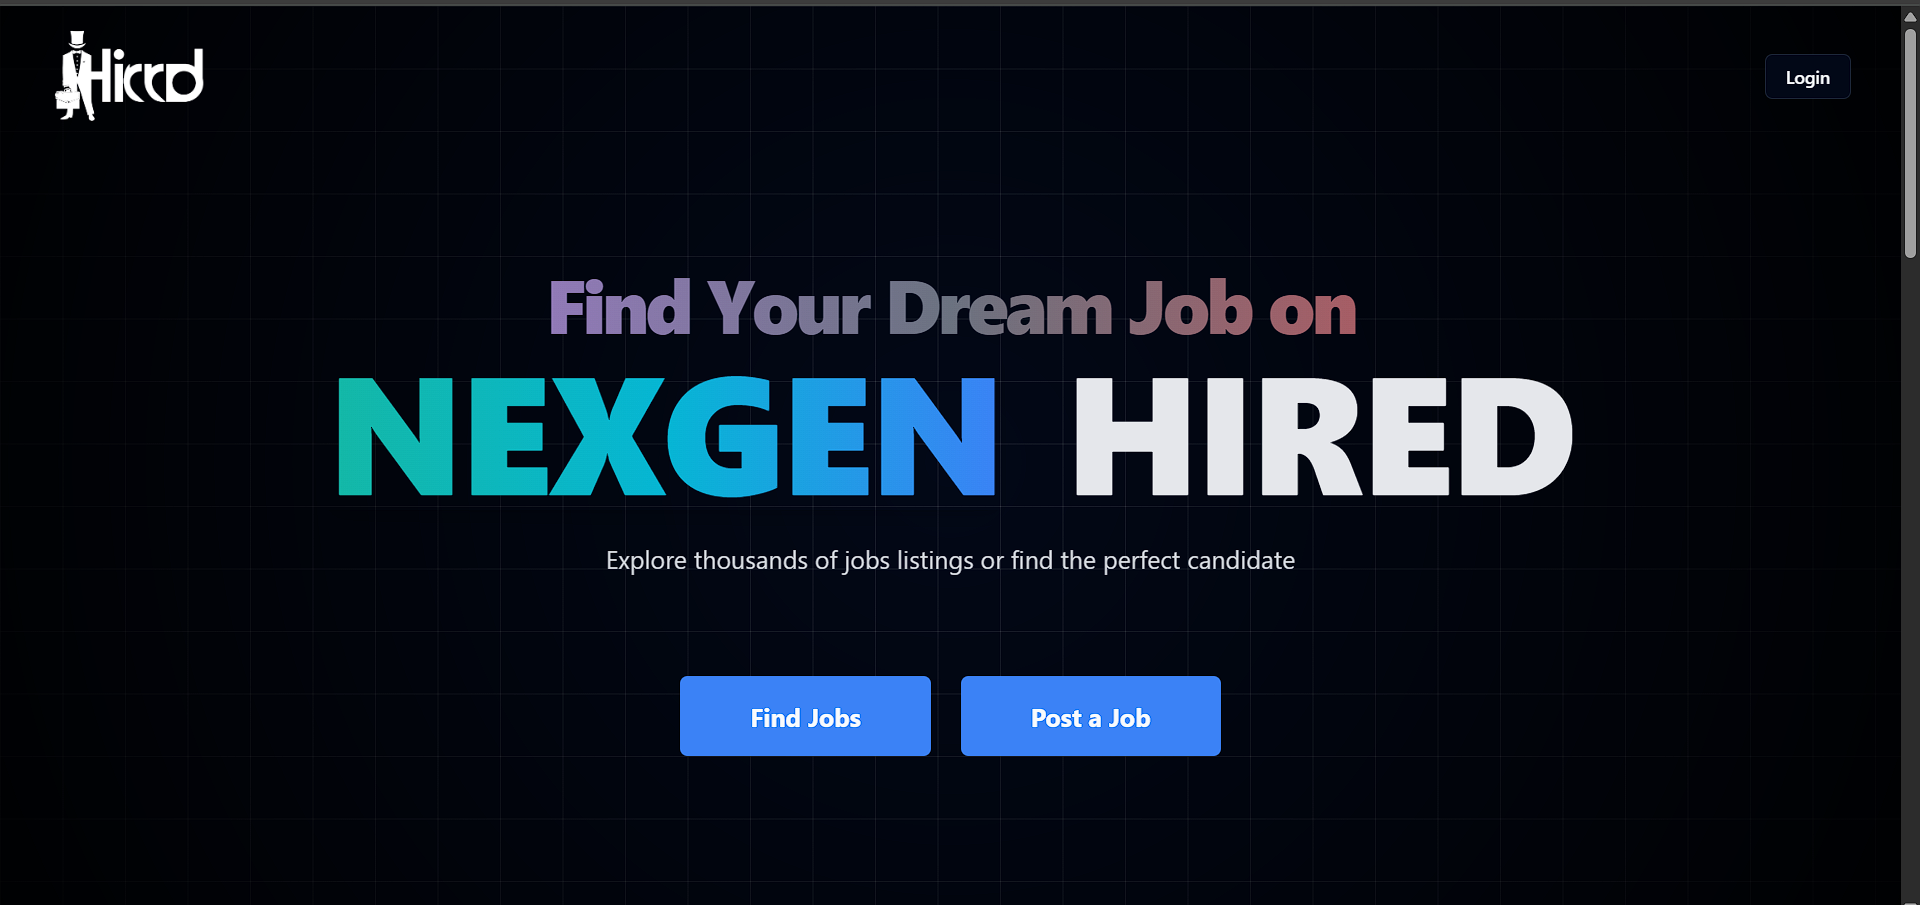 Hirrd
Login
Find Your Dream Job on
NEXGEN HIRED
Explore thousands of jobs listings or find the perfect candidate
Find Jobs
Post a Job